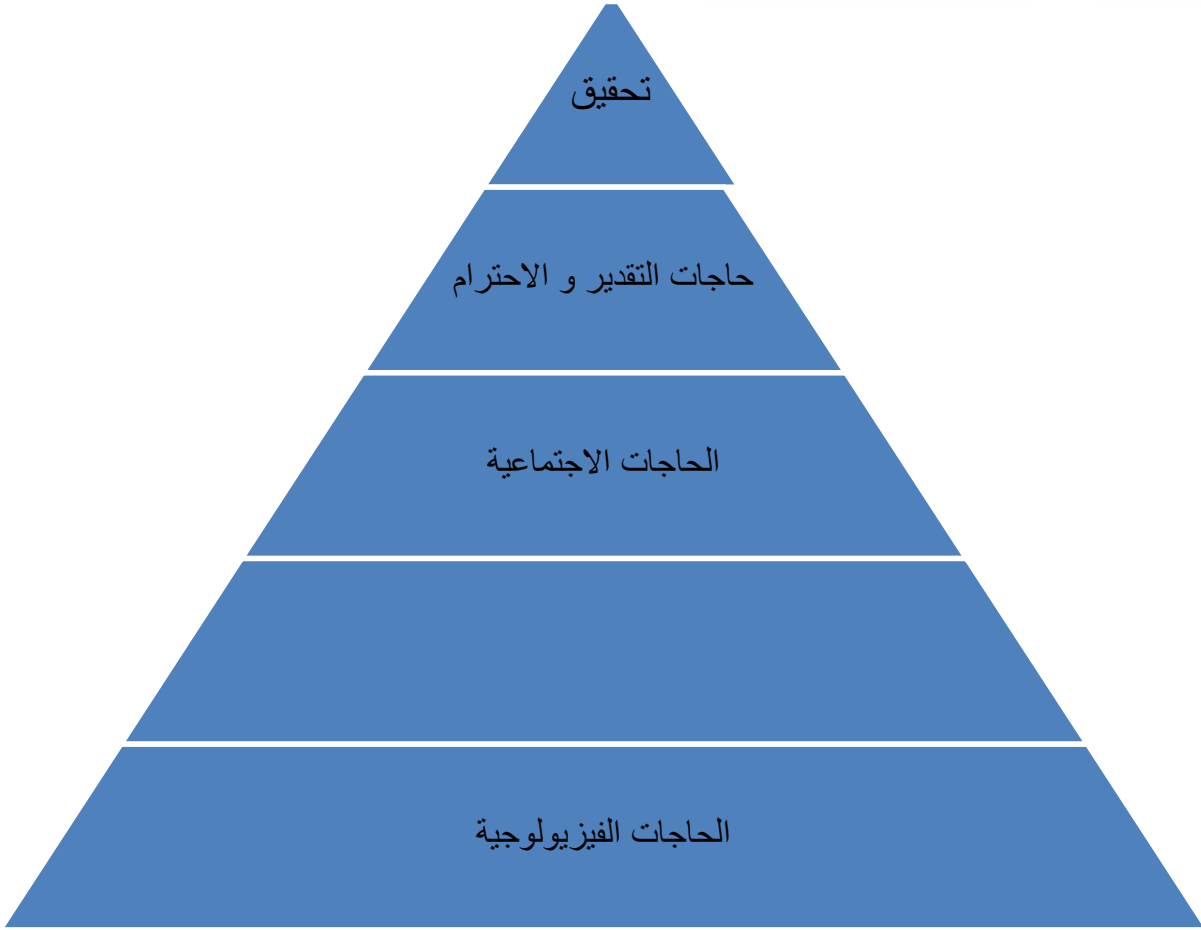 تحقيق
حاجات التقدير و الاحترام
الحاجات الاجتماعية
الحاجات الفيزيولوجية